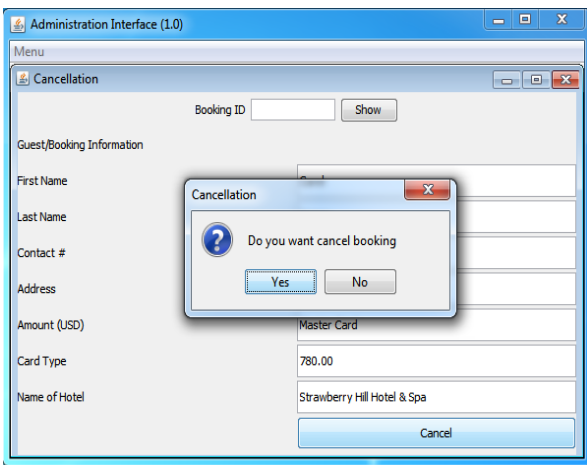 Administration Interface (1.0)
Menu
Cancellation
Booking ID Show
Guest/Booking Information
First Name
Cancellation
Last Name
Do you want cancel booking
Contact #
Yes No
Address
Amount (USD) Master Card
Card Type 780.00
Name of Hotel Strawberry Hill Hotel & Spa
Cancel